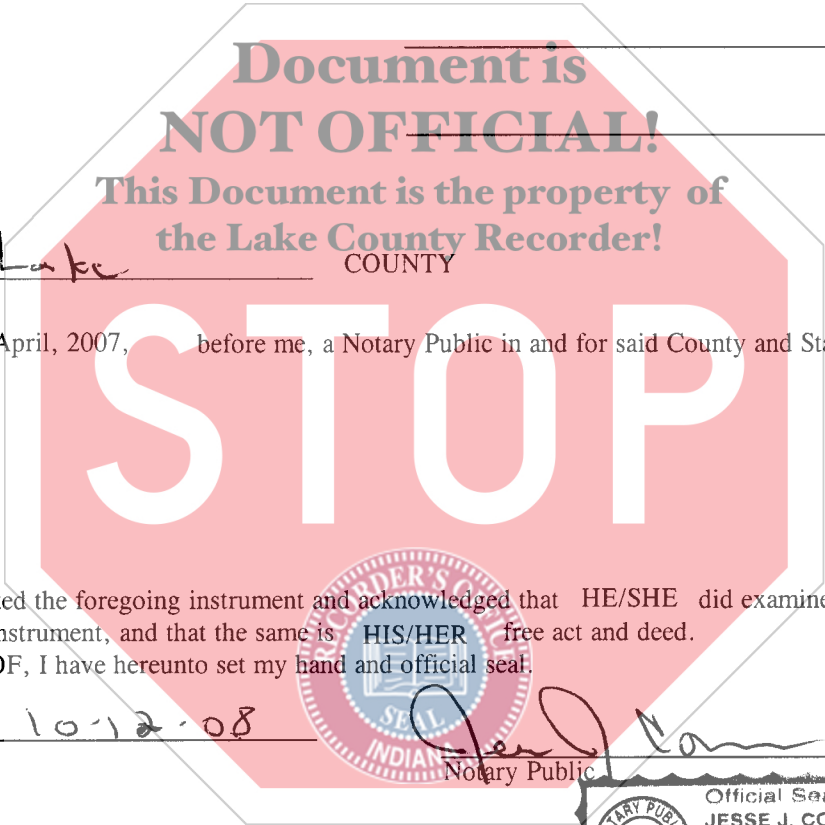 Document is
NOT OFFICIAL!
This Document is the property of
the Lake County Recorder!
Lake COUNTY
April, 2007, before me, a Notary Public in and for said County and Sta
STOP
ed the foregoing instrument and acknowledged that HE/SHE did examine
nstrument, and that the same is HIS/HER free act and deed.
OF, I have hereunto set my hand and official seal.
RECORDER'S OFFICE
SEAL
INDIANA
10-12-08
Notary Public
Official Sea
TARY PUB
JESSE J. CO